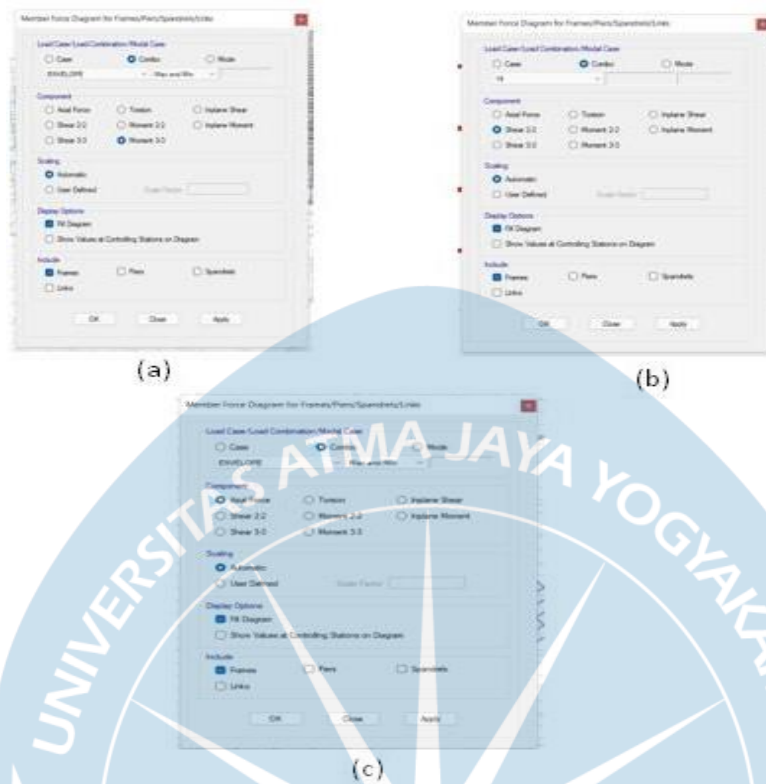 Member Force Diagram for Frames/Piers/Spandrels/Links
Load Case/Load Combination/Modal Case
Case Combo Mode
ENVELOPE Max and Min
Component
Axial Force Torsion Inplane Shear
Shear 2-2 Moment 2-2 Inplane Moment
Shear 3-3 Moment 3-3
Scaling
Automatic
User Defined Scale Factor
Display Options
Fill Diagram
Show Values at Controlling Stations on Diagram
Include
Frames Piers Spandrels
Links
OK Close Apply
(a)
Member Force Diagram for Frames/Piers/Spandrels/Links
Load Case/Load Combination/Modal Case
Case Combo Mode
Component
Axial Force Torsion Inplane Shear
Shear 2-2 Moment 2-2 Inplane Moment
Shear 3-3 Moment 3-3
Scaling
Automatic
User Defined Scale Factor
Display Options
Fill Diagram
Show Values at Controlling Stations on Diagram
Include
Frames Piers Spandrels
Links
OK Close Apply
(b)
Member Force Diagram for Frames/Piers/Spandrels/Links
Load Case/Load Combination/Modal Case
Case Combo Mode
ENVELOPE Max and Min
Component
Axial Force Torsion Inplane Shear
Shear 2-2 Moment 2-2 Inplane Moment
Shear 3-3 Moment 3-3
Scaling
Automatic
User Defined Scale Factor
Display Options
Fill Diagram
Show Values at Controlling Stations on Diagram
Include
Frames Piers Spandrels
Links
OK Close Apply
(c)
UNIVERSITAS ATMA JAYA